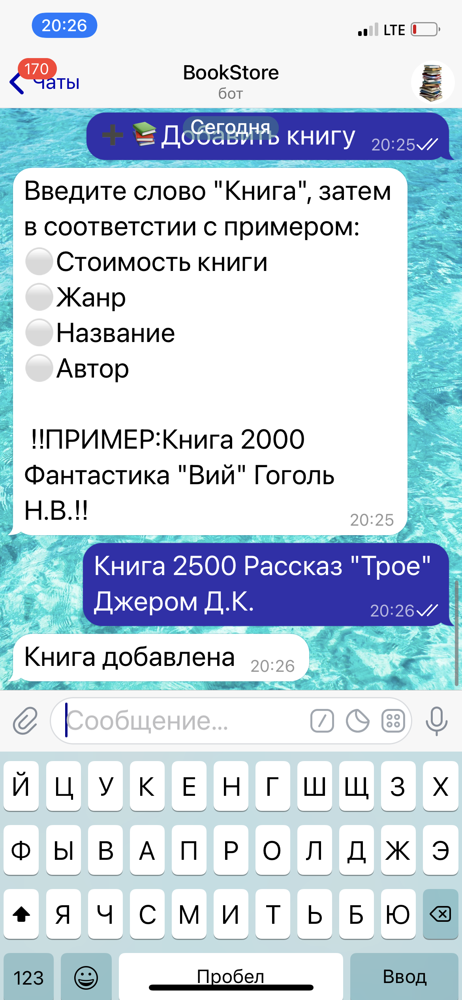 20:26
LTE
170
Чаты
BookStore
бот
Сегодня
➕ 📚Добавить книгу 20:25
Введите слово "Книга", затем
в соответстии с примером:
⚪Стоимость книги
⚪Жанр
⚪Название
⚪Автор
‼ПРИМЕР:Книга 2000
Фантастика "Вий" Гоголь
Н.В.‼
20:25
Книга 2500 Рассказ "Трое"
Джером Д.К. 20:26
Книга добавлена 20:26
Сообщение...
Й Ц У К Е Н Г Ш Щ З Х
Ф Ы В А П Р О Л Д Ж Э
Я Ч С М И Т Ь Б Ю
123 Пробел Ввод